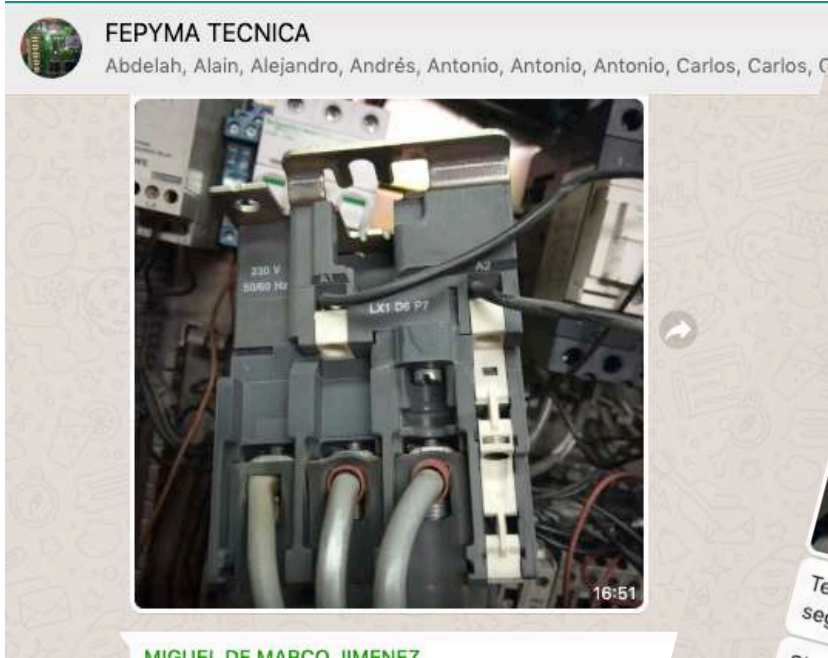 FEPYMA TECNICA
Abdelah, Alain, Alejandro, Andrés, Antonio, Antonio, Antonio, Carlos, Carlos,
230 V
50/60 Hz
A1
A2
LX1 D6 P7
16:51
MIGUEL DE MARCO JIMENEZ